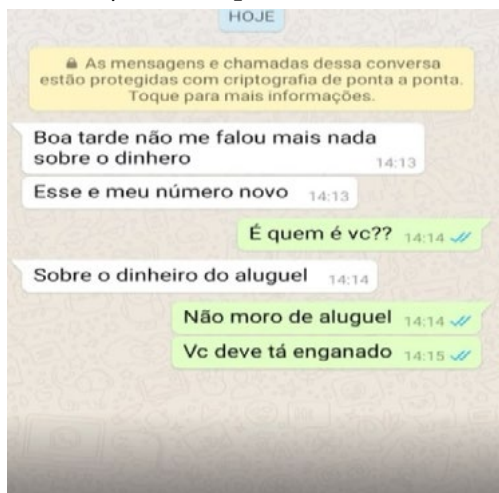 HOJE
As mensagens e chamadas dessa conversa
estão protegidas com criptografia de ponta a ponta.
Toque para mais informações.
Boa tarde não me falou mais nada
sobre o dinhero
14:13
Esse e meu número novo 14:13
É quem é vc?? 14:14
Sobre o dinheiro do aluguel 14:14
Não moro de aluguel 14:14
Vc deve tá enganado 14:15